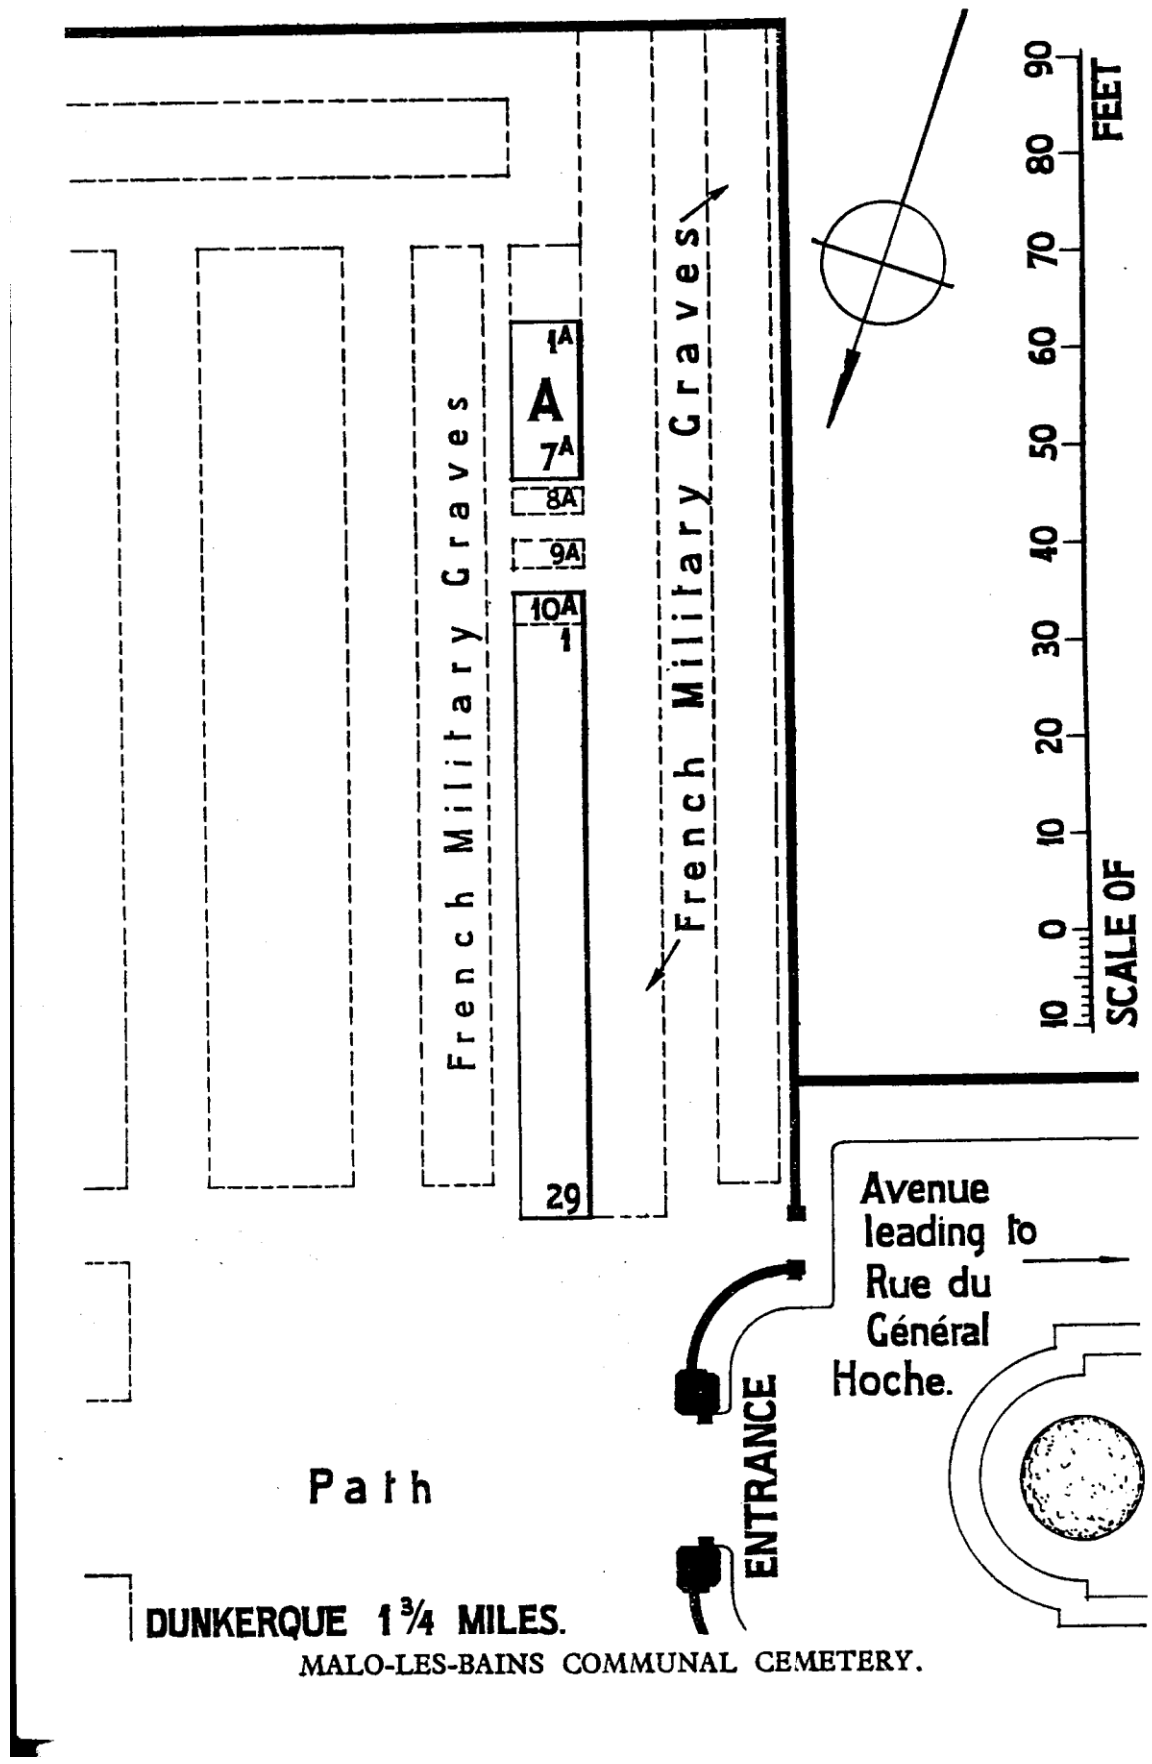 90
80
70
60
50
40
30
20
10
0
10
SCALE OF FEET
1A
A
7A
8A
9A
10A
1
29
French Military Graves
French Military Graves
Avenue
leading to
Rue du
Général
Hoche.
ENTRANCE
Path
DUNKERQUE 1 ¾ MILES.
MALO-LES-BAINS COMMUNAL CEMETERY.